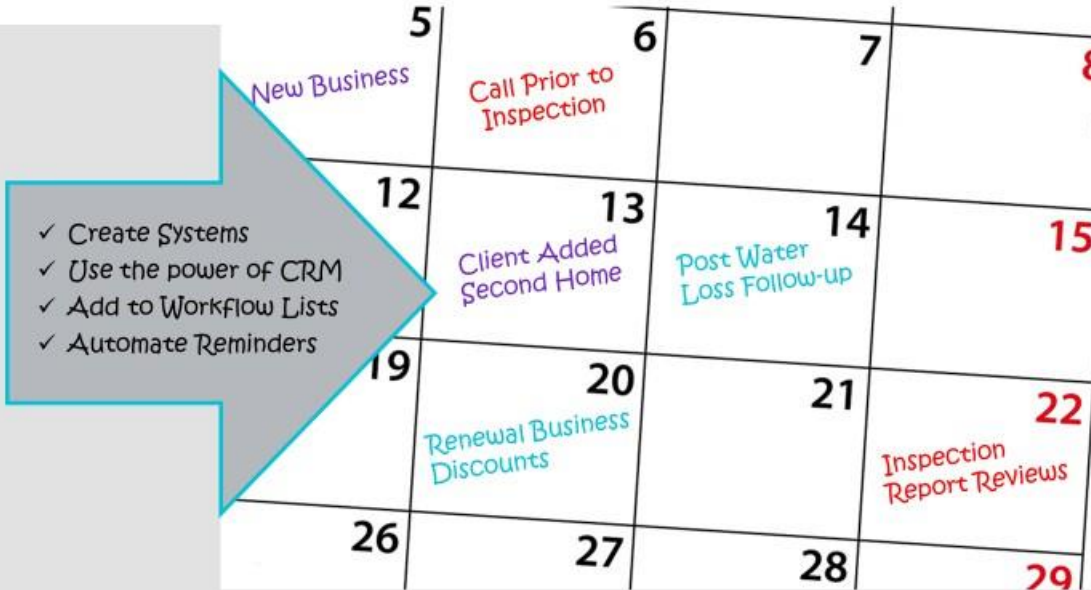 5
6
7
8
New Business
Call Prior to
Inspection
12
13
14
15
Client Added
Second Home
Post Water
Loss Follow-up
✓ Create Systems
✓ Use the power of CRM
✓ Add to Workflow Lists
✓ Automate Reminders
19
20
21
22
Renewal Business
Discounts
Inspection
Report Reviews
26
27
28
29